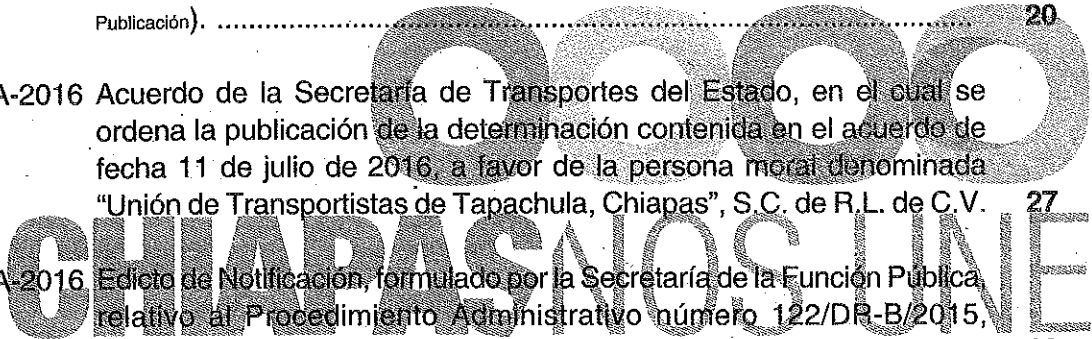 Publicación). ........................................................................ 20
A-2016 Acuerdo de la Secretaría de Transportes del Estado, en el cual se
ordena la publicación de la determinación contenida en el acuerdo de
fecha 11 de julio de 2016, a favor de la persona moral denominada
“Unión de Transportistas de Tapachula, Chiapas”, S.C. de R.L. de C.V. 27
CHIAPASNOS UNE
A-2016 Edicto de Notificación, formulado por la Secretaría de la Función Pública,
relativo al Procedimiento Administrativo número 122/DR-B/2015,